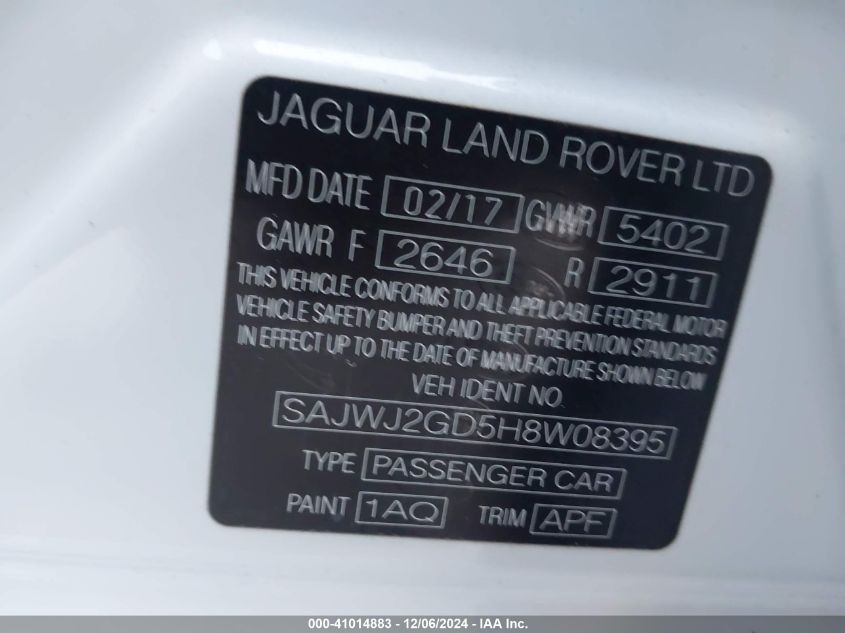 JAGUAR LAND ROVER LTD
MFD DATE 02/17 GVWR 5402
GAWR F 2646 R 2911
THIS VEHICLE CONFORMS TO ALL APPLICABLE FEDERAL MOTOR
VEHICLE SAFETY BUMPER AND THEFT PREVENTION STANDARDS
IN EFFECT UP TO THE DATE OF MANUFACTURE SHOWN BELOW
VEH IDENT NO.
SAJWJ2GD5H8W08395
TYPE PASSENGER CAR
PAINT 1AQ TRIM APF
000-41014883 - 12/06/2024 - IAA Inc.